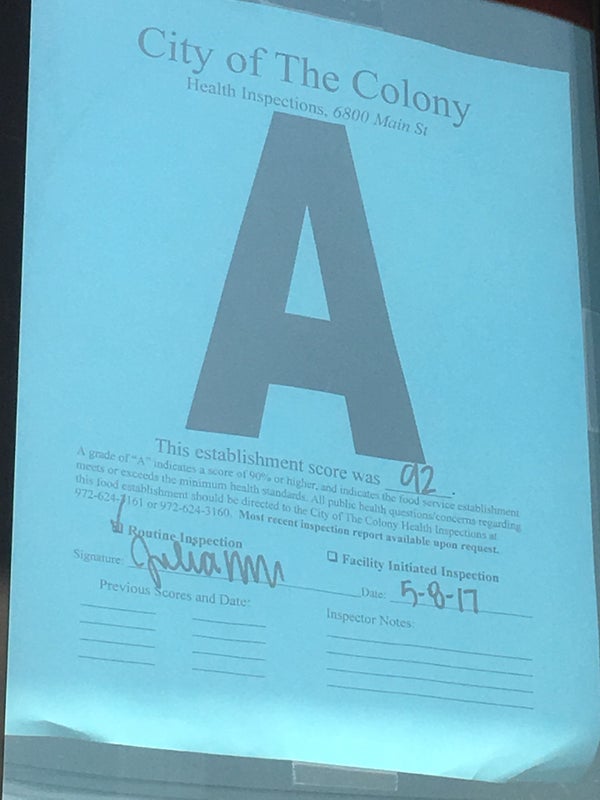 City of The Colony
Health Inspections, 6800 Main St
A
This establishment score was 92.
A grade of "A" indicates a score of 90% or higher, and indicates the food service establishment
meets or exceeds the minimum health standards. All public health questions/concerns regarding
this food establishment should be directed to the City of The Colony Health Inspections at
972-624-3161 or 972-624-3160. Most recent inspection report available upon request.
Routine Inspection
Facility Initiated Inspection
Signature:
Date: 5-8-17
Previous Scores and Date:
Inspector Notes: